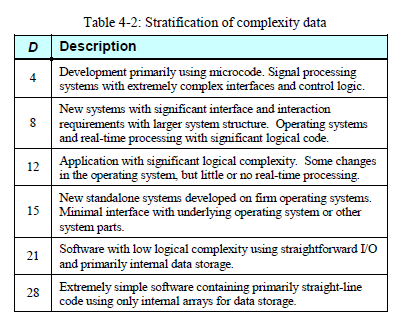 Table 4-2: Stratification of complexity data
D Description
4 Development primarily using microcode. Signal processing
systems with extremely complex interfaces and control logic.
8 New systems with significant interface and interaction
requirements with larger system structure. Operating systems
and real-time processing with significant logical code.
12 Application with significant logical complexity. Some changes
in the operating system, but little or no real-time processing.
15 New standalone systems developed on firm operating systems.
Minimal interface with underlying operating system or other
system parts.
21 Software with low logical complexity using straightforward I/O
and primarily internal data storage.
28 Extremely simple software containing primarily straight-line
code using only internal arrays for data storage.